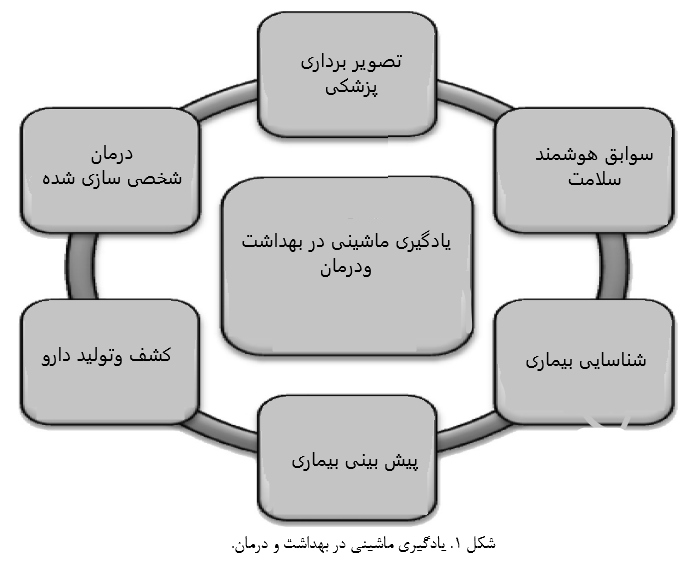 تصویر برداری
پزشکی
سوابق هوشمند
سلامت
درمان
شخصی سازی شده
یادگیری ماشینی در بهداشت
ودرمان
شناسایی بیماری
کشف وتولید دارو
پیش بینی بیماری
شکل ۱. یادگیری ماشینی در بهداشت و درمان.